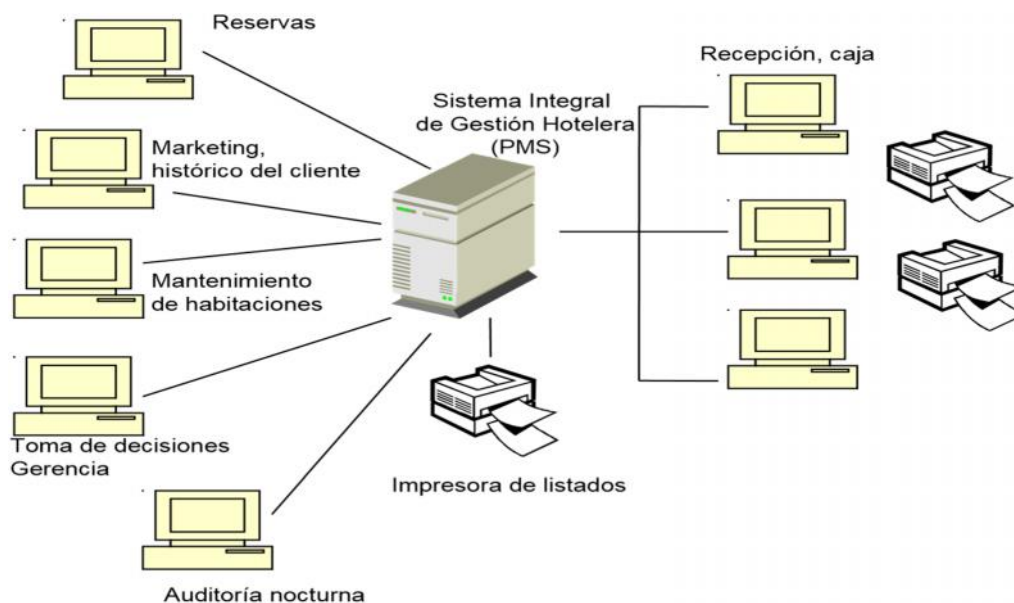 Reservas
Recepción, caja
Sistema Integral
de Gestión Hotelera
(PMS)
Marketing,
histórico del cliente
Mantenimiento
de habitaciones
Toma de decisiones
Gerencia
Impresora de listados
Auditoría nocturna